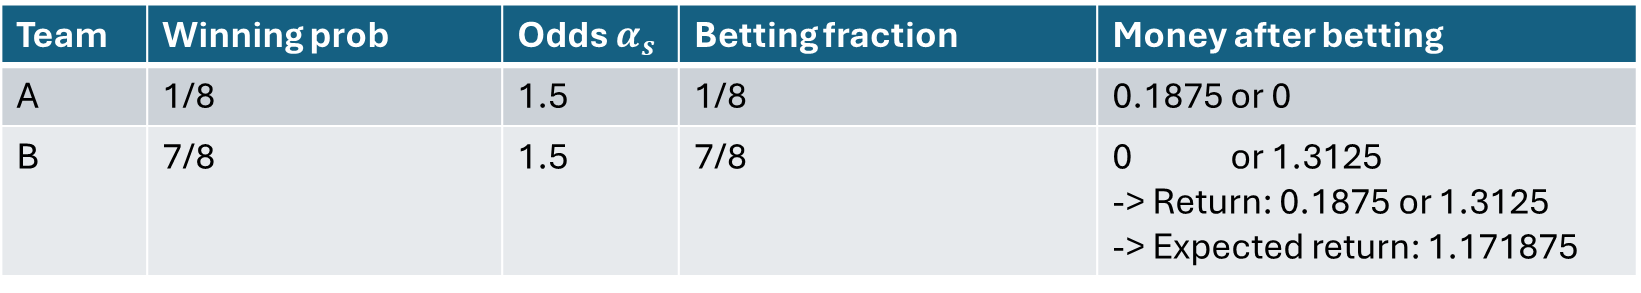 Team Winning prob Odds αₛ Betting fraction Money after betting
A 1/8 1.5 1/8 0.1875 or 0
B 7/8 1.5 7/8 0 or 1.3125
-> Return: 0.1875 or 1.3125
-> Expected return: 1.171875